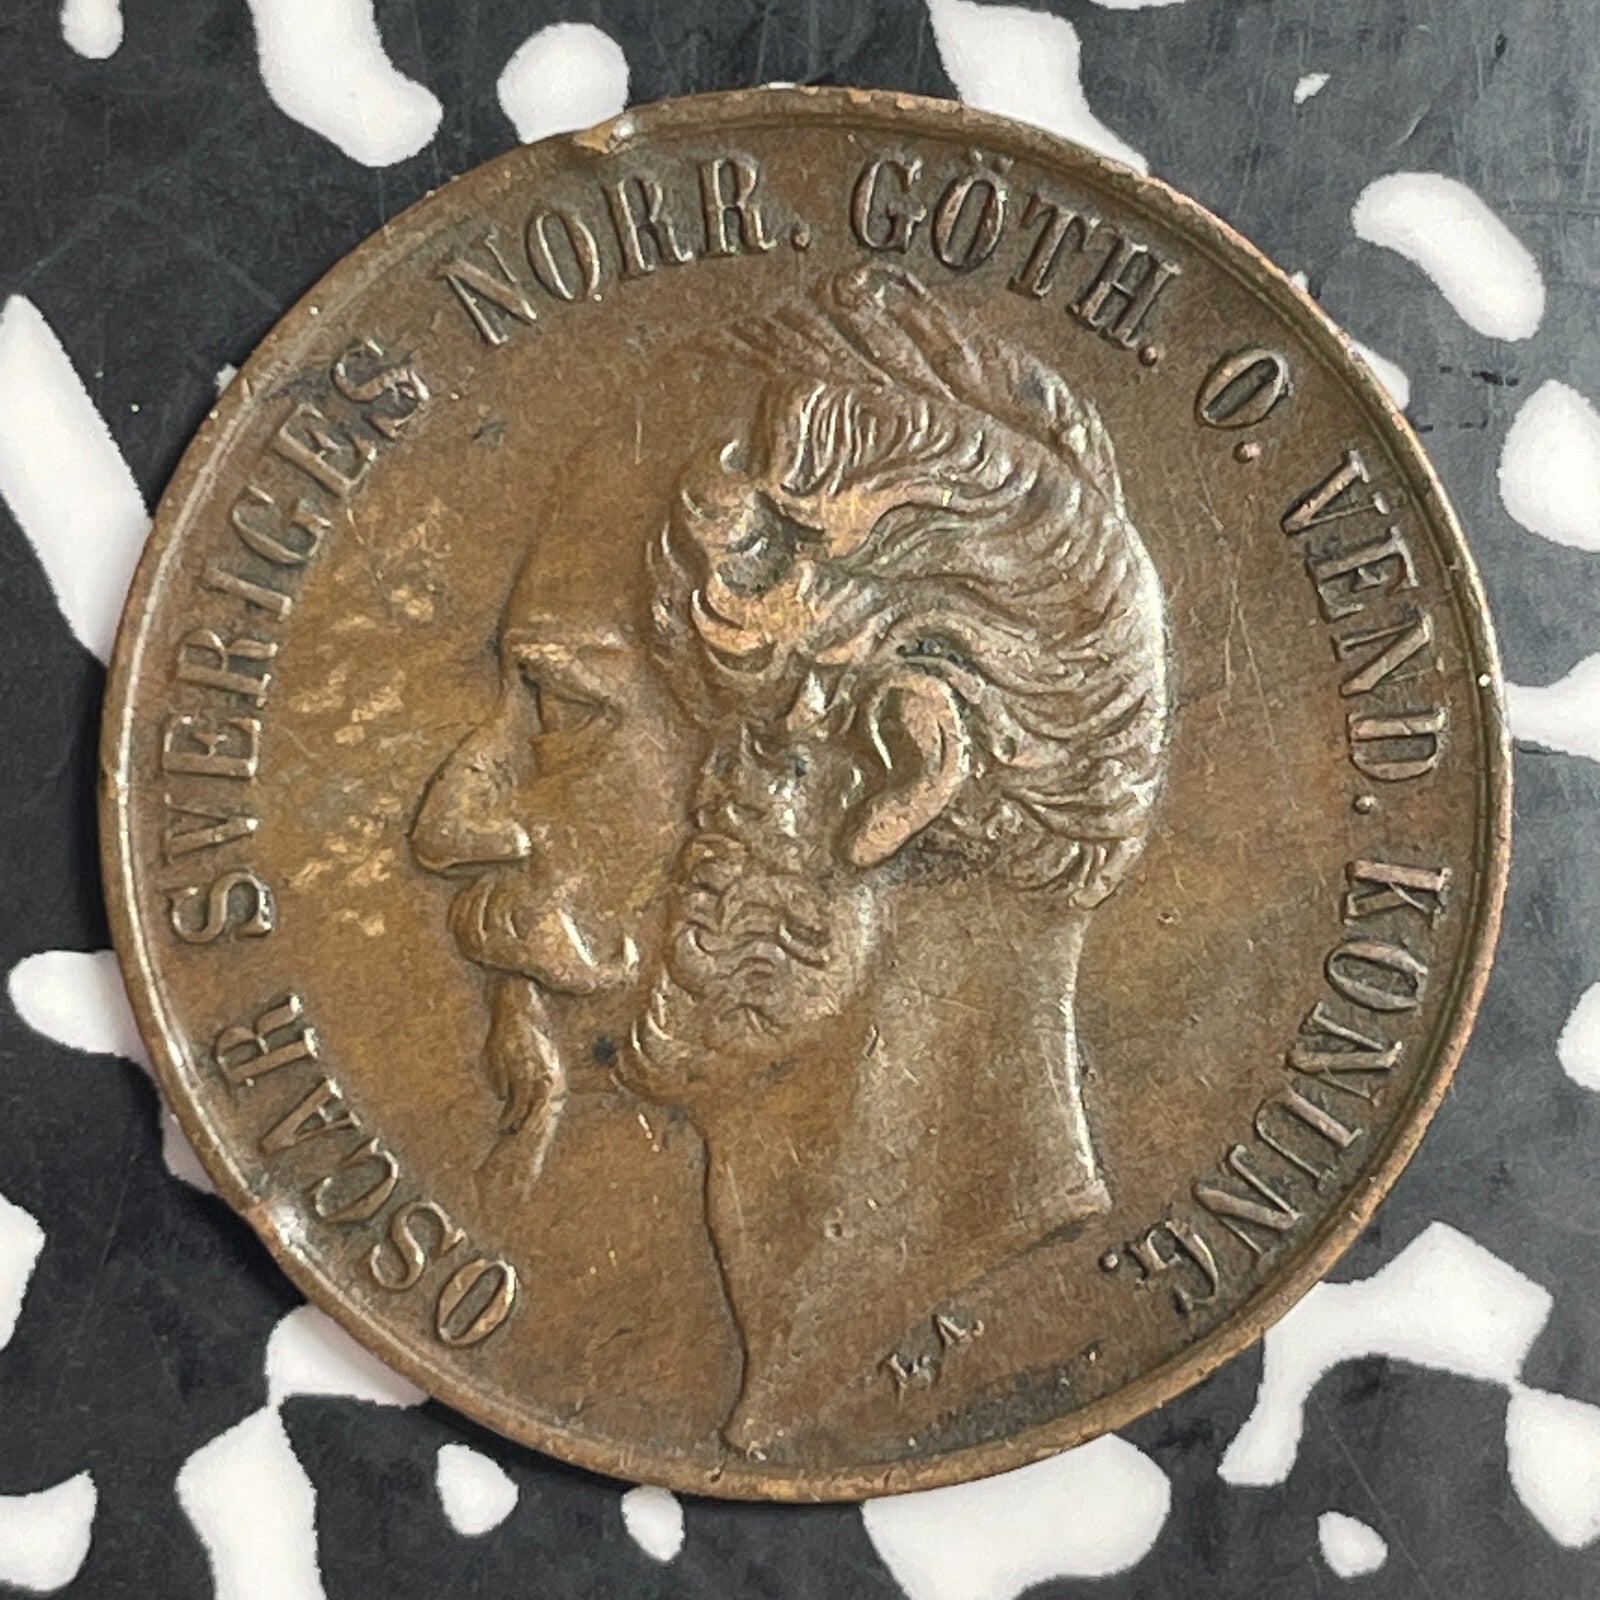 OSCAR SVERIGES NORR. GÖTH. O. VEND. KONUNG.
L. A.